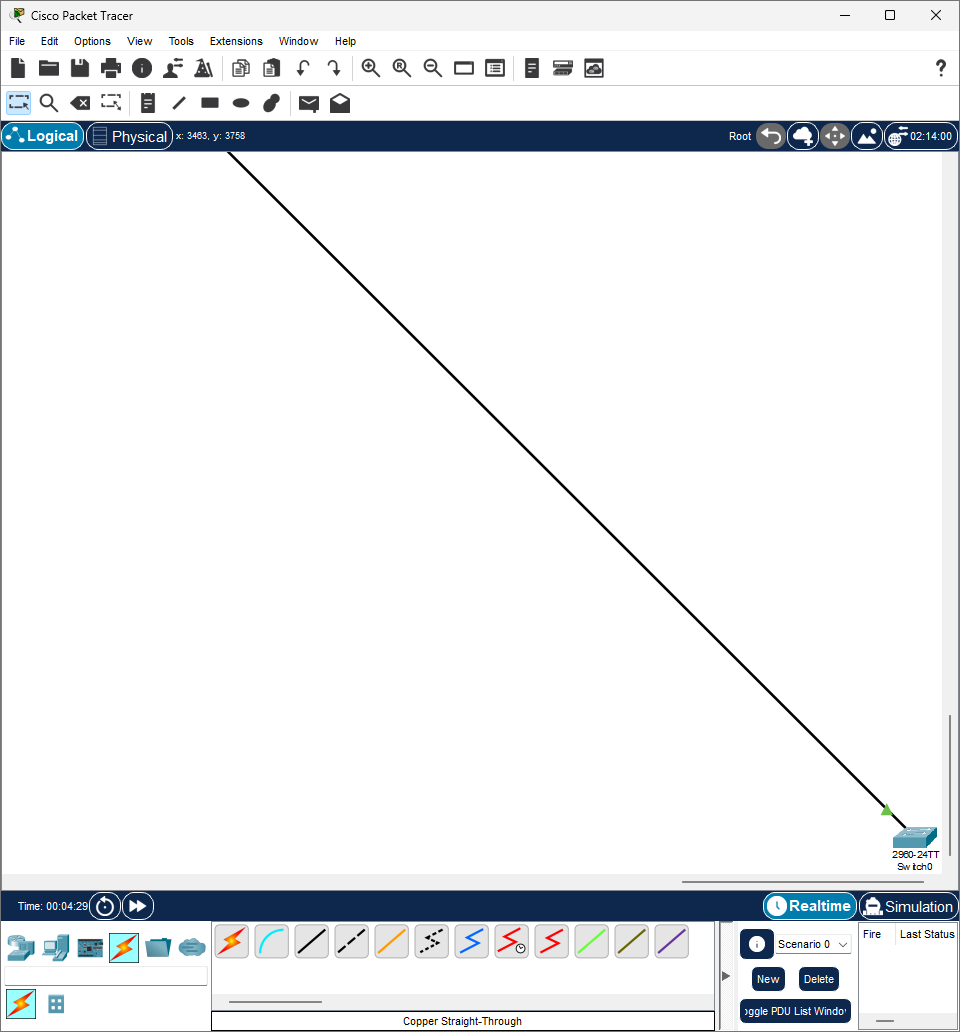 Cisco Packet Tracer
File Edit Options View Tools Extensions Window Help
?
Logical Physical x: 3463, y: 3758 Root 02:14:00
2960-24TT
Switch0
Time: 00:04:29 Realtime Simulation
Scenario 0 Fire Last Status
New Delete
oggle PDU List Windo
Copper Straight-Through